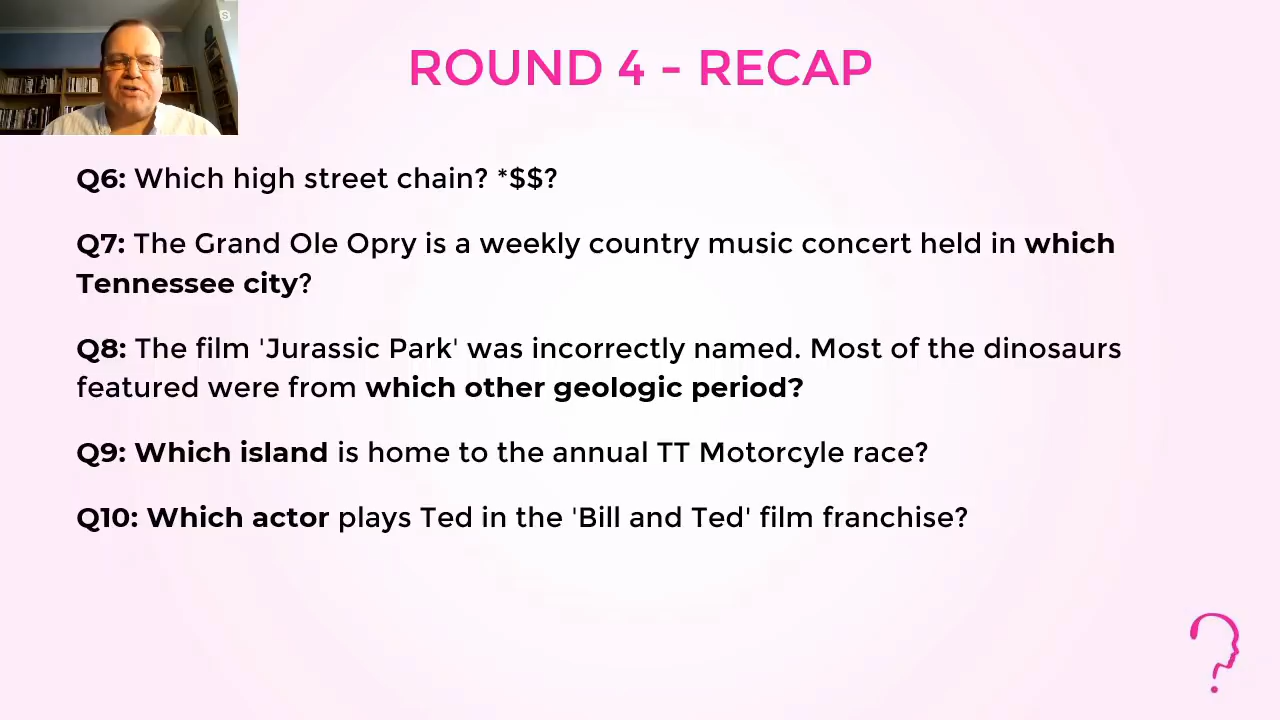 ROUND 4 - RECAP
Q6: Which high street chain? *$$?
Q7: The Grand Ole Opry is a weekly country music concert held in which
Tennessee city?
Q8: The film 'Jurassic Park' was incorrectly named. Most of the dinosaurs
featured were from which other geologic period?
Q9: Which island is home to the annual TT Motorcyle race?
Q10: Which actor plays Ted in the 'Bill and Ted' film franchise?